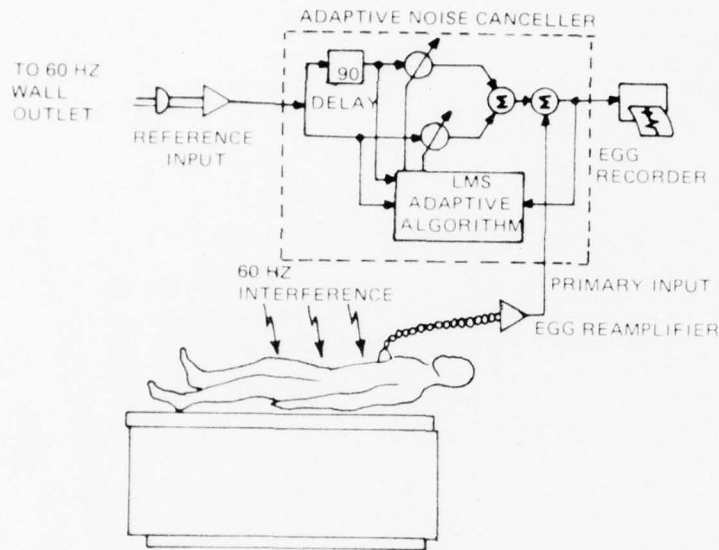 ADAPTIVE NOISE CANCELLER
TO 60 HZ
WALL
OUTLET
REFERENCE
INPUT
90
DELAY
Σ
Σ
LMS
ADAPTIVE
ALGORITHM
EGG
RECORDER
60 HZ
INTERFERENCE
PRIMARY INPUT
EGG REAMPLIFIER